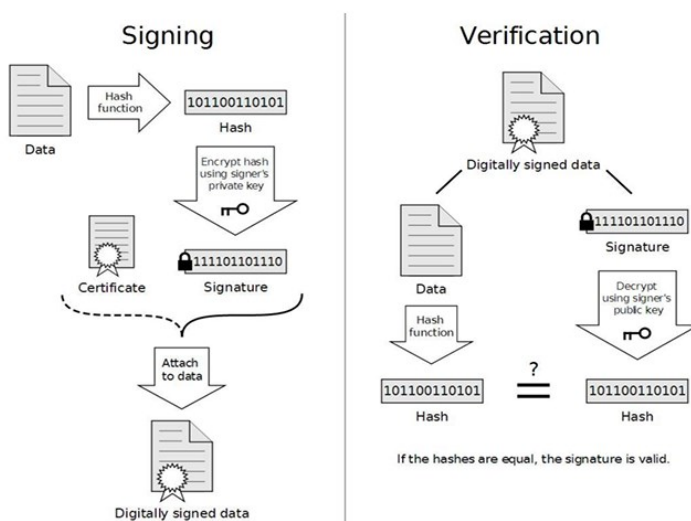 Signing
Data
Hash
function
101100110101
Hash
Encrypt hash
using signer's
private key
Certificate
111101101110
Signature
Attach
to data
Digitally signed data
Verification
Digitally signed data
Data
111101101110
Signature
Hash
function
Decrypt
using signer's
public key
101100110101
Hash
?
=
101100110101
Hash
If the hashes are equal, the signature is valid.